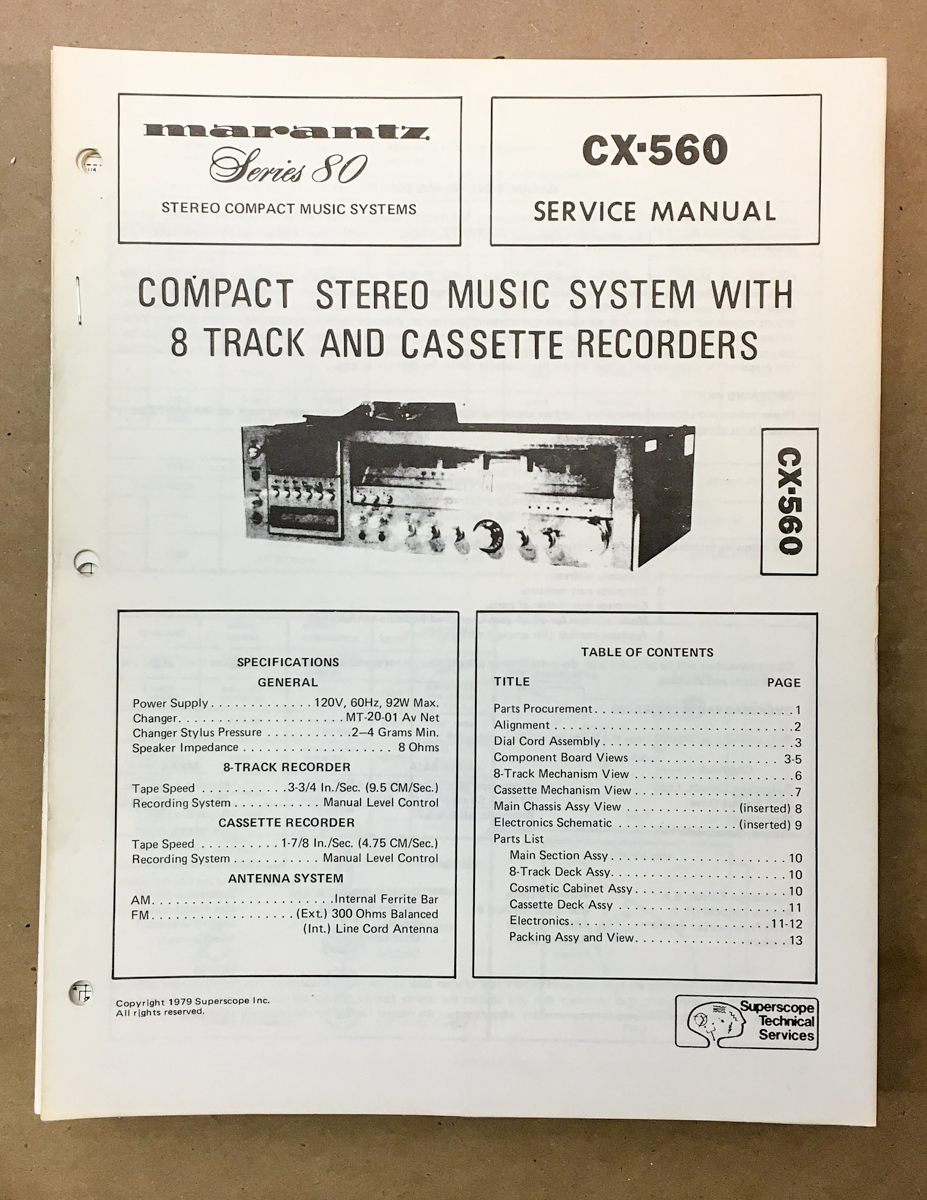 marantz
Series 80
STEREO COMPACT MUSIC SYSTEMS
CX-560
SERVICE MANUAL
COMPACT STEREO MUSIC SYSTEM WITH
8 TRACK AND CASSETTE RECORDERS
CX-560
SPECIFICATIONS
GENERAL
Power Supply . . . . . . . . . . . . . 120V, 60Hz, 92W Max.
Changer. . . . . . . . . . . . . . . . . . . . . MT-20-01 Av Net
Changer Stylus Pressure . . . . . . . . . . .2—4 Grams Min.
Speaker Impedance . . . . . . . . . . . . . . . . . . . 8 Ohms
8-TRACK RECORDER
Tape Speed . . . . . . . . . . .3-3/4 In./Sec. (9.5 CM/Sec.)
Recording System . . . . . . . . . . . Manual Level Control
CASSETTE RECORDER
Tape Speed . . . . . . . . . . 1-7/8 In./Sec. (4.75 CM/Sec.)
Recording System . . . . . . . . . . . Manual Level Control
ANTENNA SYSTEM
AM. . . . . . . . . . . . . . . . . . . . . . .Internal Ferrite Bar
FM. . . . . . . . . . . . . . . . . . (Ext.) 300 Ohms Balanced
(Int.) Line Cord Antenna
TABLE OF CONTENTS
TITLE PAGE
Parts Procurement. . . . . . . . . . . . . . . . . . . . . . . . .1
Alignment . . . . . . . . . . . . . . . . . . . . . . . . . . . . . .2
Dial Cord Assembly . . . . . . . . . . . . . . . . . . . . . . . .3
Component Board Views . . . . . . . . . . . . . . . . . . 3-5
8-Track Mechanism View . . . . . . . . . . . . . . . . . . . . 6
Cassette Mechanism View . . . . . . . . . . . . . . . . . . . .7
Main Chassis Assy View . . . . . . . . . . . . . . (inserted) 8
Electronics Schematic . . . . . . . . . . . . . . . (inserted) 9
Parts List
Main Section Assy . . . . . . . . . . . . . . . . . . . . . . 10
8-Track Deck Assy. . . . . . . . . . . . . . . . . . . . . . 10
Cosmetic Cabinet Assy . . . . . . . . . . . . . . . . . . . 10
Cassette Deck Assy . . . . . . . . . . . . . . . . . . . . . 11
Electronics. . . . . . . . . . . . . . . . . . . . . . . . . .11-12
Packing Assy and View. . . . . . . . . . . . . . . . . . . 13
Copyright 1979 Superscope Inc.
All rights reserved.
Superscope
Technical
Services